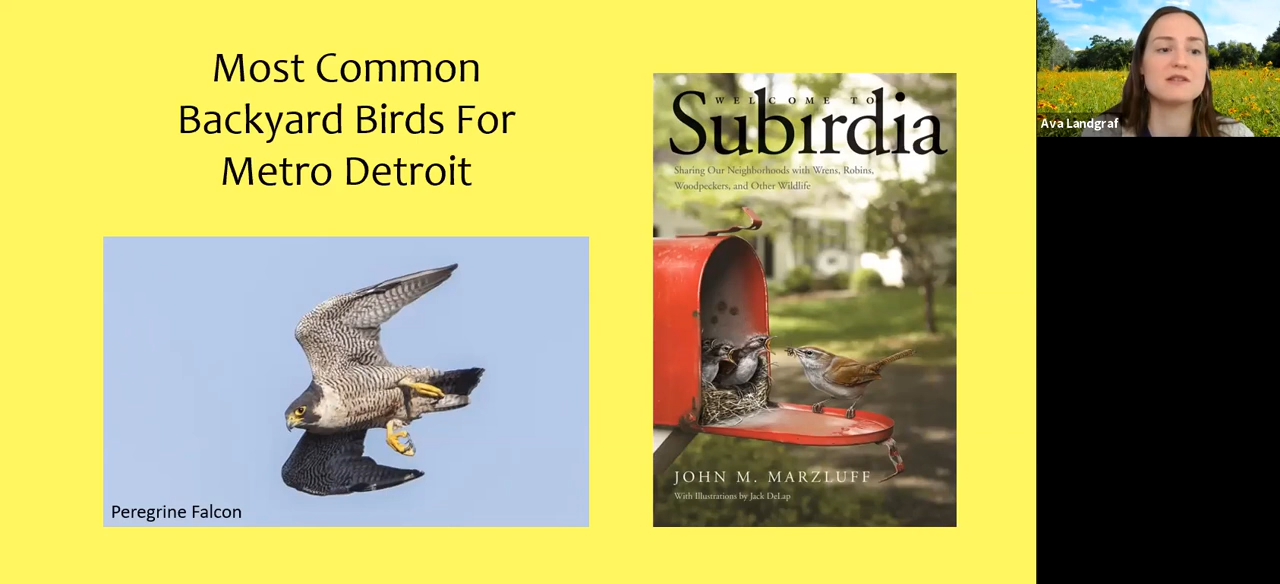 Most Common
Backyard Birds For
Metro Detroit
Peregrine Falcon
WELCOME TO
Subirdia
Sharing Our Neighborhoods with Wrens, Robins,
Woodpeckers, and Other Wildlife
JOHN M. MARZLUFF
With Illustrations by Jack DeLap
Ava Landgraf